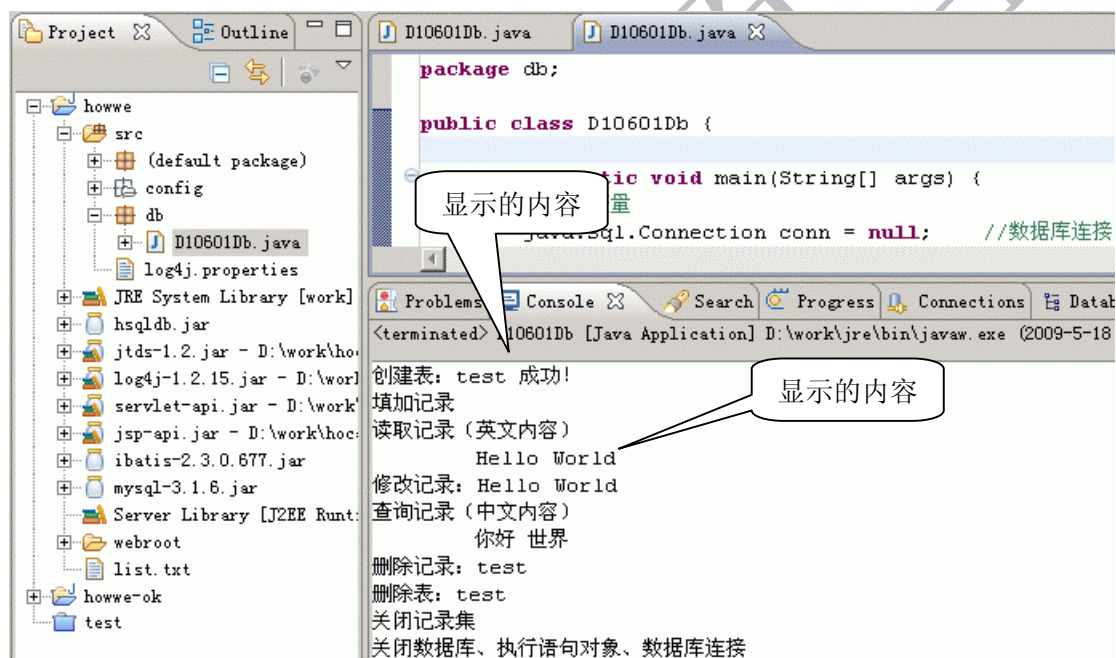 Project
Outline
howwe
src
(default package)
config
db
D10601Db.java
log4j.properties
JRE System Library [work]
hsqldb.jar
jtds-1.2.jar - D:\work\ho
log4j-1.2.15.jar - D:\worl
servlet-api.jar - D:\work'
jsp-api.jar - D:\work\hoc
ibatis-2.3.0.677.jar
mysql-3.1.6.jar
Server Library [J2EE Runt
webroot
list.txt
howwe-ok
test
D10601Db.java
D10601Db.java
package db;
public class D10601Db {
tic void main(String[] args) {
量
java.sql.Connection conn = null; //数据库连接
显示的内容
Problems Console Search Progress Connections Datab
<terminated> D10601Db [Java Application] D:\work\jre\bin\javaw.exe (2009-5-18
创建表: test 成功!
填加记录
读取记录(英文内容)
Hello World
修改记录: Hello World
查询记录(中文内容)
你好 世界
删除记录: test
删除表: test
关闭记录集
关闭数据库、执行语句对象、数据库连接
显示的内容